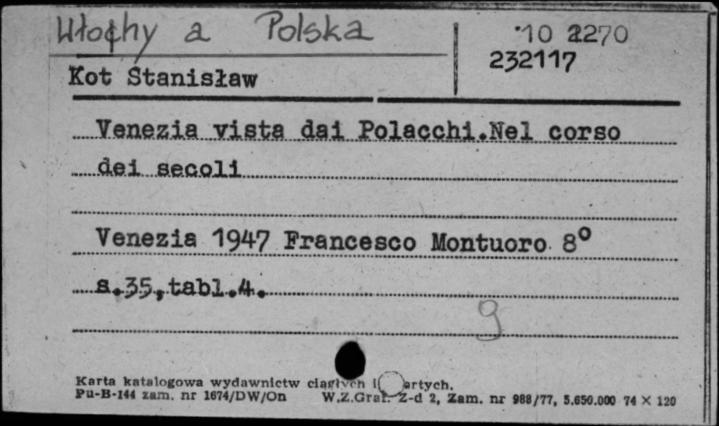 Włochy a Polska
10 2270
232117
Kot Stanisław
Venezia vista dai Polacchi.Nel corso
dei secoli
Venezia 1947 Francesco Montuoro 8°
s.35,tabl.4.
g
Karta katalogowa wydawnictw ciągłych i artych.
Pu-B-144 zam. nr 1674/DW/On W.Z.Graf. Z-d 2, Zam. nr 988/77, 5.650.000 74 × 120